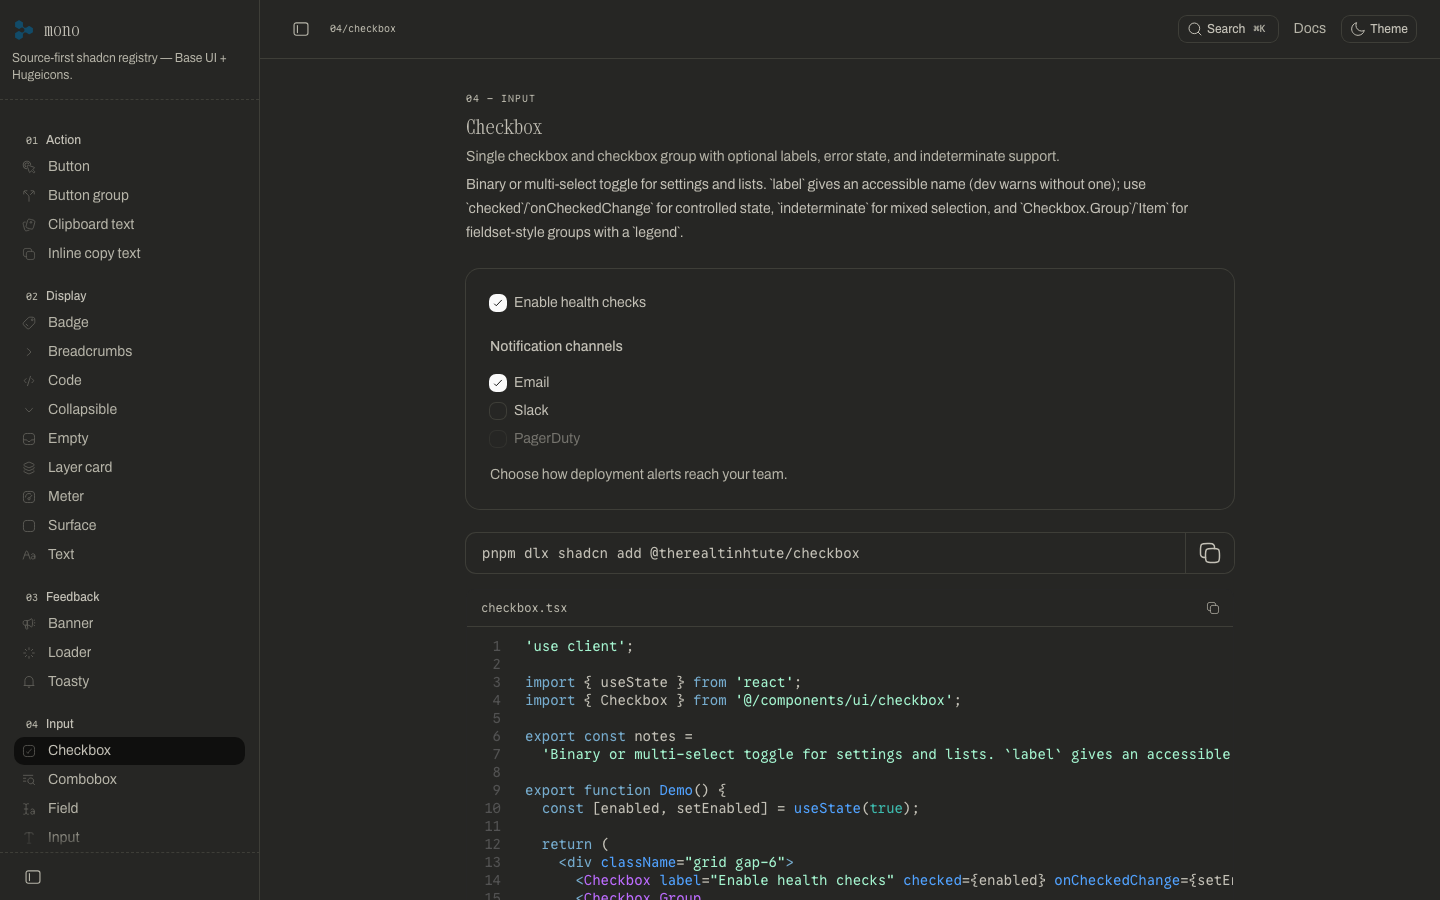 mono
Source-first shadcn registry — Base UI +
Hugeicons.
01 Action
Button
Button group
Clipboard text
Inline copy text
02 Display
Badge
Breadcrumbs
Code
Collapsible
Empty
Layer card
Meter
Surface
Text
03 Feedback
Banner
Loader
Toasty
04 Input
Checkbox
Combobox
Field
Input
04/checkbox
Search ⌘K
Docs
Theme
04 — INPUT
Checkbox
Single checkbox and checkbox group with optional labels, error state, and indeterminate support.
Binary or multi-select toggle for settings and lists. `label` gives an accessible name (dev warns without one); use
`checked`/`onCheckedChange` for controlled state, `indeterminate` for mixed selection, and `Checkbox.Group`/`Item` for
fieldset-style groups with a `legend`.
Enable health checks
Notification channels
Email
Slack
PagerDuty
Choose how deployment alerts reach your team.
pnpm dlx shadcn add @therealtinhtute/checkbox
checkbox.tsx
1 'use client';
2
3 import { useState } from 'react';
4 import { Checkbox } from '@/components/ui/checkbox';
5
6 export const notes =
7 'Binary or multi-select toggle for settings and lists. `label` gives an accessible
8
9 export function Demo() {
10 const [enabled, setEnabled] = useState(true);
11
12 return (
13 <div className="grid gap-6">
14 <Checkbox label="Enable health checks" checked={enabled} onCheckedChange={setEn
15 <Checkbox.Group